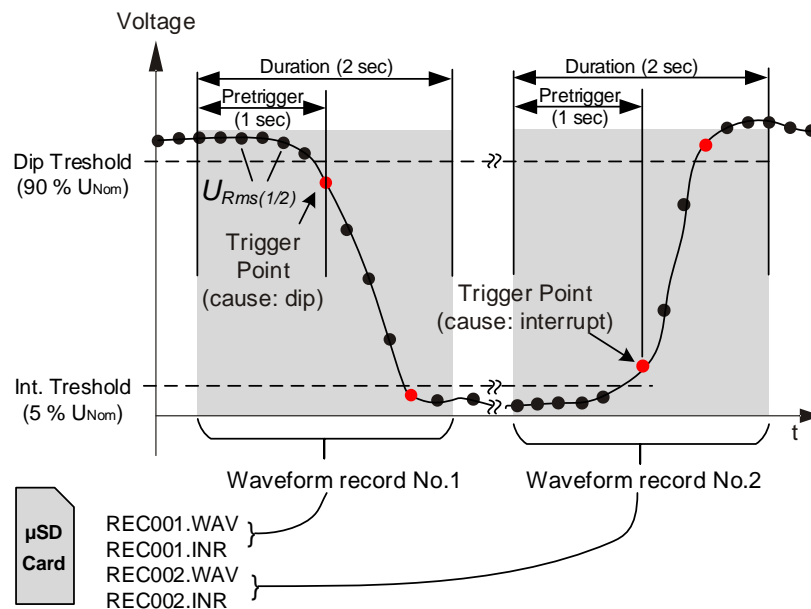 Voltage
Duration (2 sec)
Duration (2 sec)
Pretrigger
(1 sec)
Pretrigger
(1 sec)
Dip Treshold
(90 % UNom)
URms(1/2)
Trigger
Point
(cause: dip)
Trigger Point
(cause: interrupt)
Int. Treshold
(5 % UNom)
t
Waveform record No.1
Waveform record No.2
µSD
Card
REC001.WAV
REC001.INR
REC002.WAV
REC002.INR